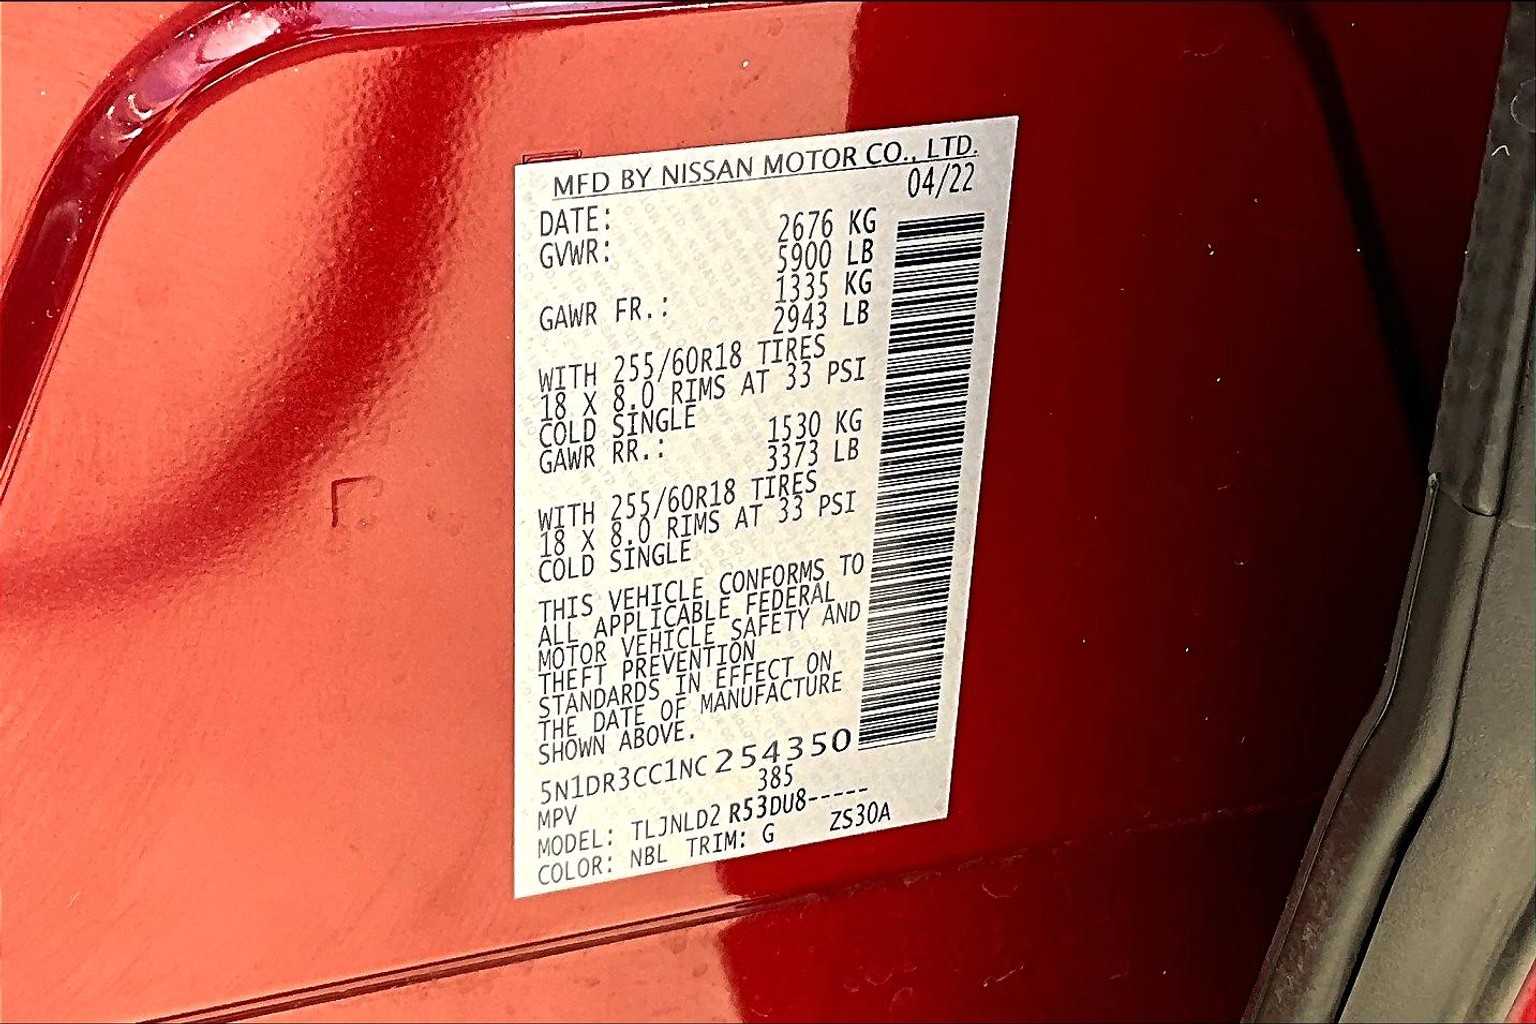 MFD BY NISSAN MOTOR CO., LTD.
DATE: 04/22
GVWR: 2676 KG
5900 LB
GAWR FR.: 1335 KG
2943 LB
WITH 255/60R18 TIRES
18 X 8.0 RIMS AT 33 PSI
COLD SINGLE
GAWR RR.: 1530 KG
3373 LB
WITH 255/60R18 TIRES
18 X 8.0 RIMS AT 33 PSI
COLD SINGLE
THIS VEHICLE CONFORMS TO
ALL APPLICABLE FEDERAL
MOTOR VEHICLE SAFETY AND
THEFT PREVENTION
STANDARDS IN EFFECT ON
THE DATE OF MANUFACTURE
SHOWN ABOVE.
5N1DR3CC1NC254350
MPV 385
MODEL: TLJNLD2 R53DU8-----
COLOR: NBL TRIM: G ZS30A